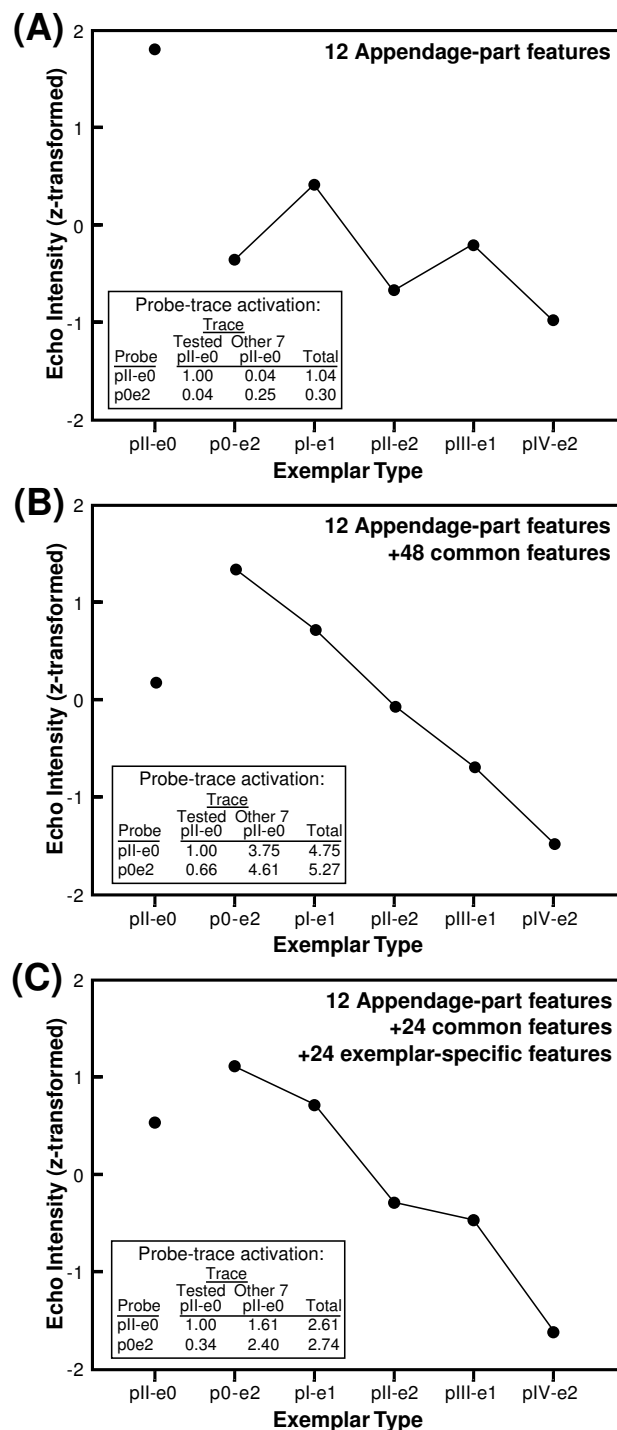 (A)
12 Appendage-part features
Echo Intensity (z-transformed)
2
1
0
-1
-2
Probe-trace activation:
Trace
Tested Other 7
Probe pII-e0 pII-e0 Total
pII-e0 1.00 0.04 1.04
p0e2 0.04 0.25 0.30
pII-e0 p0-e2 pI-e1 pII-e2 pIII-e1 pIV-e2
Exemplar Type
(B)
12 Appendage-part features
+48 common features
Echo Intensity (z-transformed)
2
1
0
-1
-2
Probe-trace activation:
Trace
Tested Other 7
Probe pII-e0 pII-e0 Total
pII-e0 1.00 3.75 4.75
p0e2 0.66 4.61 5.27
pII-e0 p0-e2 pI-e1 pII-e2 pIII-e1 pIV-e2
Exemplar Type
(C)
12 Appendage-part features
+24 common features
+24 exemplar-specific features
Echo Intensity (z-transformed)
2
1
0
-1
-2
Probe-trace activation:
Trace
Tested Other 7
Probe pII-e0 pII-e0 Total
pII-e0 1.00 1.61 2.61
p0e2 0.34 2.40 2.74
pII-e0 p0-e2 pI-e1 pII-e2 pIII-e1 pIV-e2
Exemplar Type